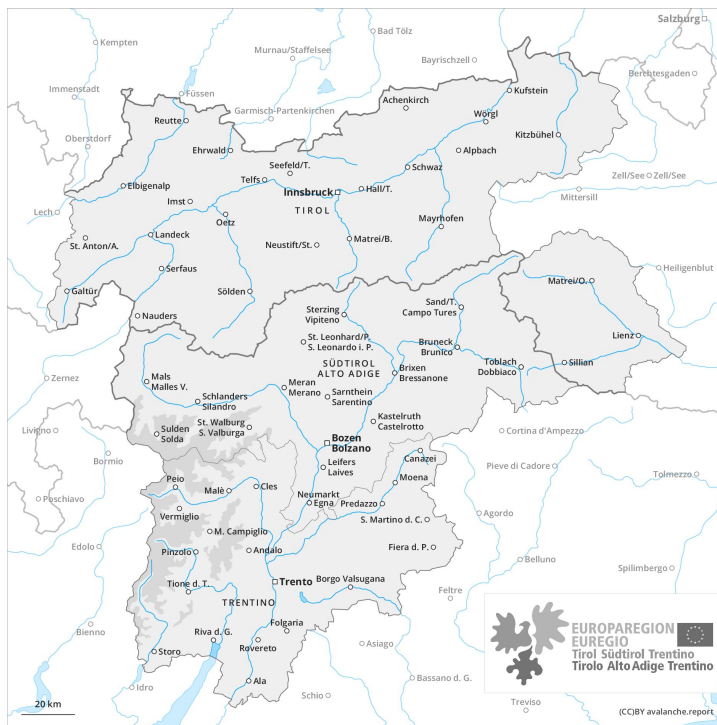 Salzburg
Kempten
Bad Tölz
Murnau/Staffelsee
Bayrischzell
Berchtesgaden
Immenstadt
Füssen
Garmisch-Partenkirchen
Achenkirch
Kufstein
Reutte
Wörgl
Oberstdorf
Ehrwald
Kitzbühel
Alpbach
Seefeld/T.
Schwaz
Telfs
Zell/See
Zell/See
Elbigenalp
Innsbruck
Hall/T.
Mittersill
Imst
TIROL
Lech
Oetz
Mayrhofen
St. Anton/A.
Landeck
Neustift/St.
Matrei/B.
Serfaus
Heiligenblut
Galtür
Sölden
Matrei/O.
Nauders
Sterzing
Vipiteno
Sand/T.
Campo Tures
Lienz
St. Leonhard/P.
S. Leonardo i. P.
Bruneck
Brunico
Toblach
Dobbiaco
Sillian
SÜDTIROL
ALTO ADIGE
Brixen
Bressanone
Zernez
Mals
Malles V.
Meran
Merano
Schlanders
Silandro
Sarnthein
Sarentino
Livigno
Sulden
Solda
St. Walburg
S. Valburga
Kastelruth
Castelrotto
Cortina d'Ampezzo
Bozen
Bolzano
Bormio
Canazei
Pieve di Cadore
Leifers
Laives
Tolmezzo
Poschiavo
Peio
Malè
Cles
Moena
Neumarkt
Egna
Predazzo
Vermiglio
S. Martino d. C.
Agordo
M. Campiglio
Edolo
Pinzolo
Andalo
Fiera d. P.
Belluno
Spilimbergo
Tione d. T.
Trento
Borgo Valsugana
Feltre
TRENTINO
Bienno
Folgaria
Riva d. G.
Rovereto
Asiago
Storo
Idro
Ala
Schio
Bassano d. G.
Treviso
EUROPAREGION
EUREGIO
Tirol Südtirol Trentino
Tirolo Alto Adige Trentino
20 km
(CC)BY avalanche.report